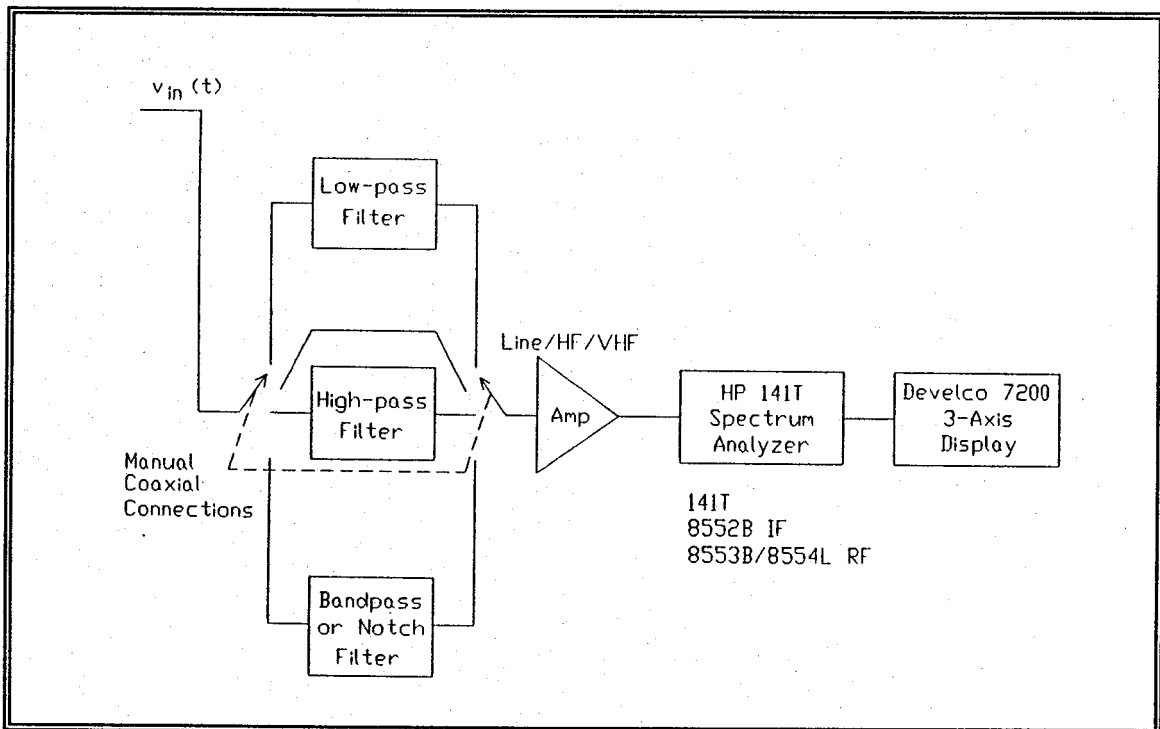 v in (t)
Low-pass
Filter
Line/HF/VHF
High-pass
Filter
Amp
HP 141T
Spectrum
Analyzer
Develco 7200
3-Axis
Display
Manual
Coaxial
Connections
141T
8552B IF
8553B/8554L RF
Bandpass
or Notch
Filter